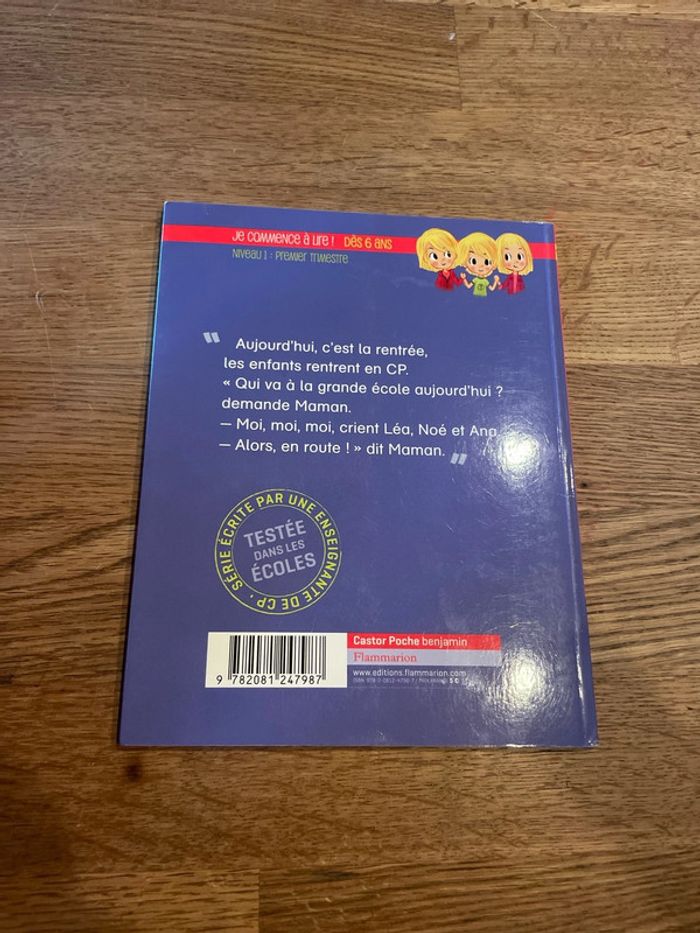 JE COMMENCE À LIRE ! DÈS 6 ANS
NIVEAU 1 : PREMIER TRIMESTRE
“ Aujourd'hui, c'est la rentrée,
les enfants rentrent en CP.
« Qui va à la grande école aujourd'hui ?
demande Maman.
— Moi, moi, moi, crient Léa, Noé et Ana
— Alors, en route ! » dit Maman. ”
SÉRIE ÉCRITE PAR UNE ENSEIGNANTE DE CP •
TESTÉE
DANS LES
ÉCOLES
Castor Poche benjamin
Flammarion
www.editions.flammarion.com
9 782081 247987